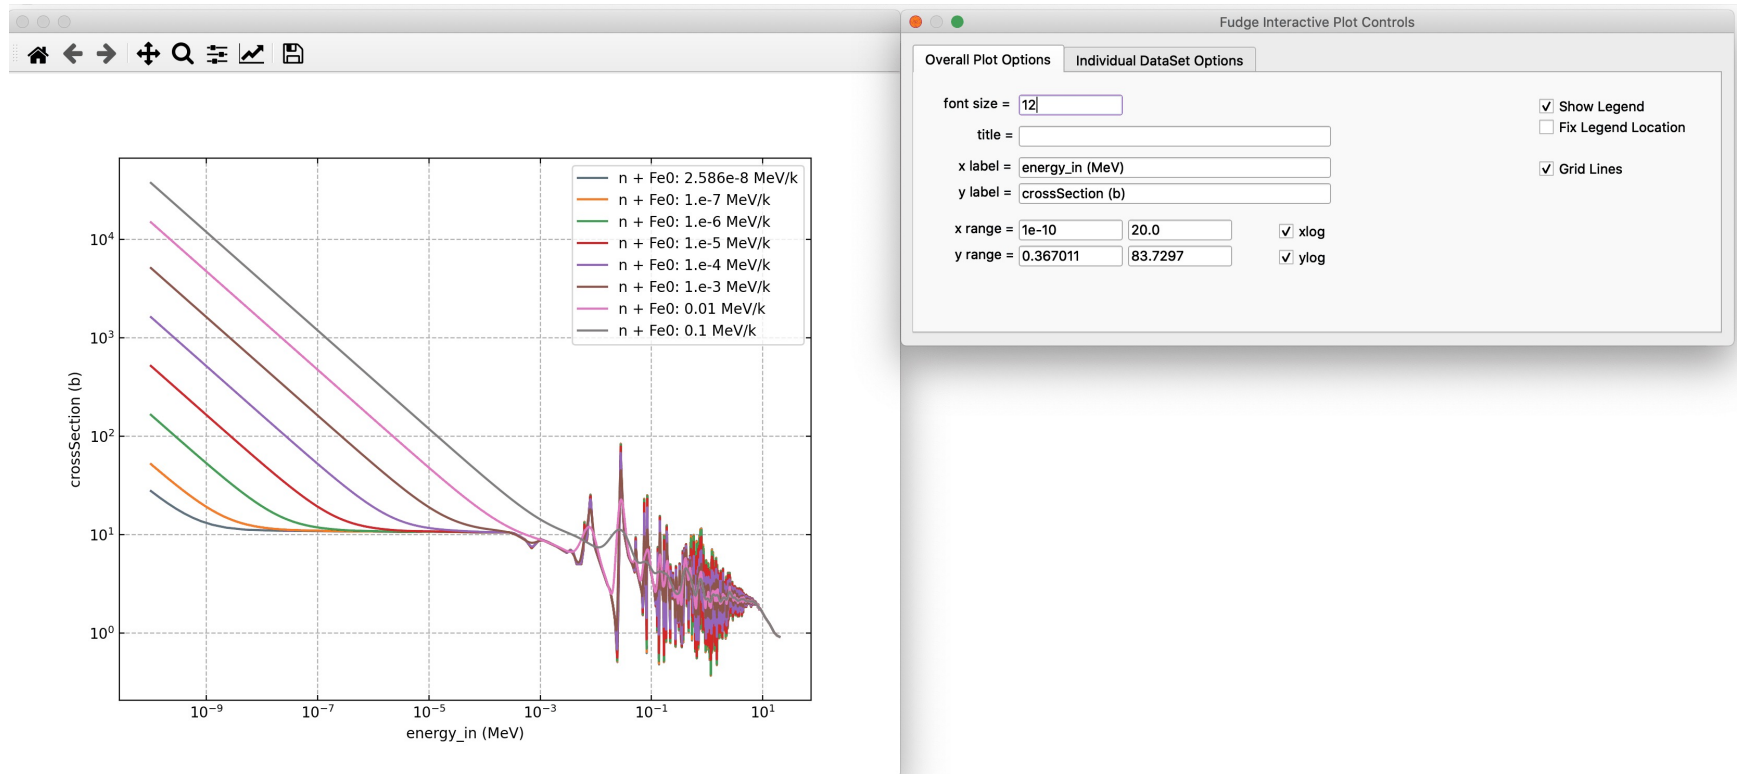 Fudge Interactive Plot Controls
Overall Plot Options
Individual DataSet Options
font size = 12
title =
x label = energy_in (MeV)
y label = crossSection (b)
x range = 1e-10 20.0
y range = 0.367011 83.7297
xlog
ylog
Show Legend
Fix Legend Location
Grid Lines
n + Fe0: 2.586e-8 MeV/k
n + Fe0: 1.e-7 MeV/k
n + Fe0: 1.e-6 MeV/k
n + Fe0: 1.e-5 MeV/k
n + Fe0: 1.e-4 MeV/k
n + Fe0: 1.e-3 MeV/k
n + Fe0: 0.01 MeV/k
n + Fe0: 0.1 MeV/k
crossSection (b)
10⁴
10³
10²
10¹
10⁰
10⁻⁹ 10⁻⁷ 10⁻⁵ 10⁻³ 10⁻¹ 10¹
energy_in (MeV)